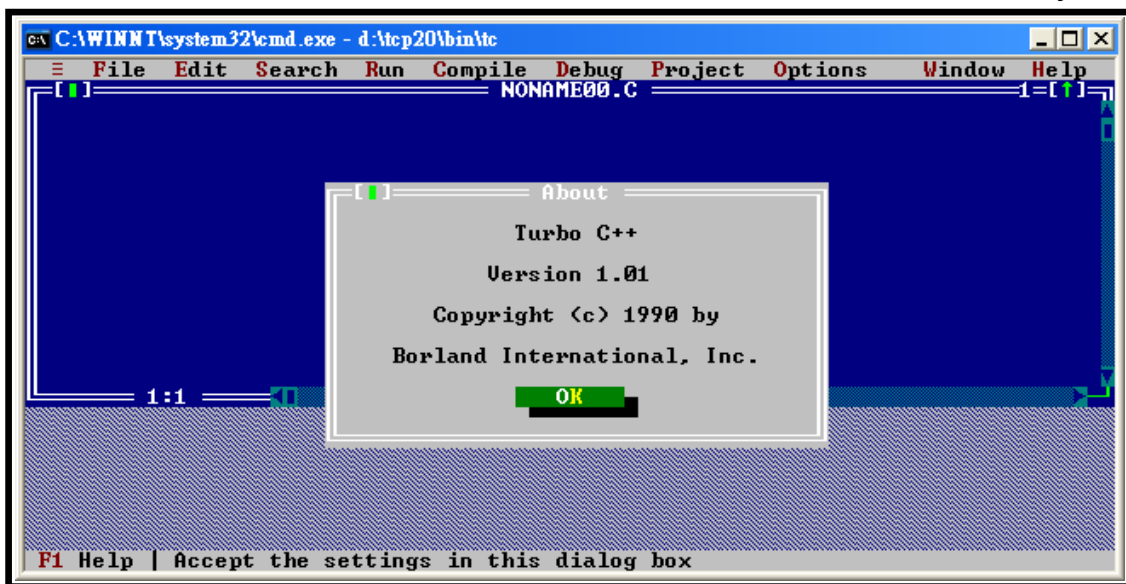 C:\WINNT\system32\cmd.exe - d:\tcp20\bin\tc
≡ File Edit Search Run Compile Debug Project Options Window Help
[▮] NONAME00.C 1=[↑]
[▮] About
Turbo C++
Version 1.01
Copyright (c) 1990 by
Borland International, Inc.
OK
1:1
F1 Help | Accept the settings in this dialog box